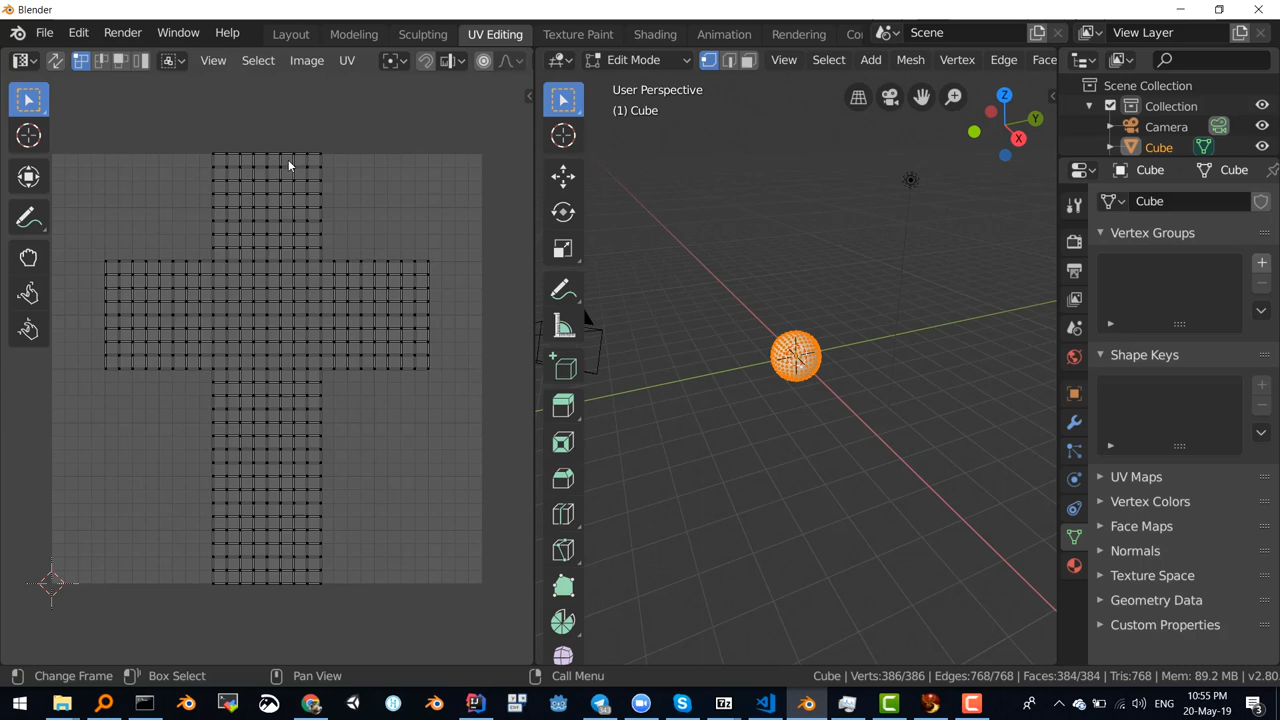 Blender
File Edit Render Window Help Layout Modeling Sculpting UV Editing Texture Paint Shading Animation Rendering Co Scene View Layer
View Select Image UV Edit Mode View Select Add Mesh Vertex Edge Face
User Perspective
(1) Cube
Z
Y
X
Scene Collection
Collection
Camera
Cube
Cube Cube
Cube
Vertex Groups
Shape Keys
UV Maps
Vertex Colors
Face Maps
Normals
Texture Space
Geometry Data
Custom Properties
Change Frame Box Select Pan View Call Menu Cube | Verts:386/386 | Edges:768/768 | Faces:384/384 | Tris:768 | Mem: 89.2 MB | v2.80
7Z
ENG
10:55 PM
20-May-19